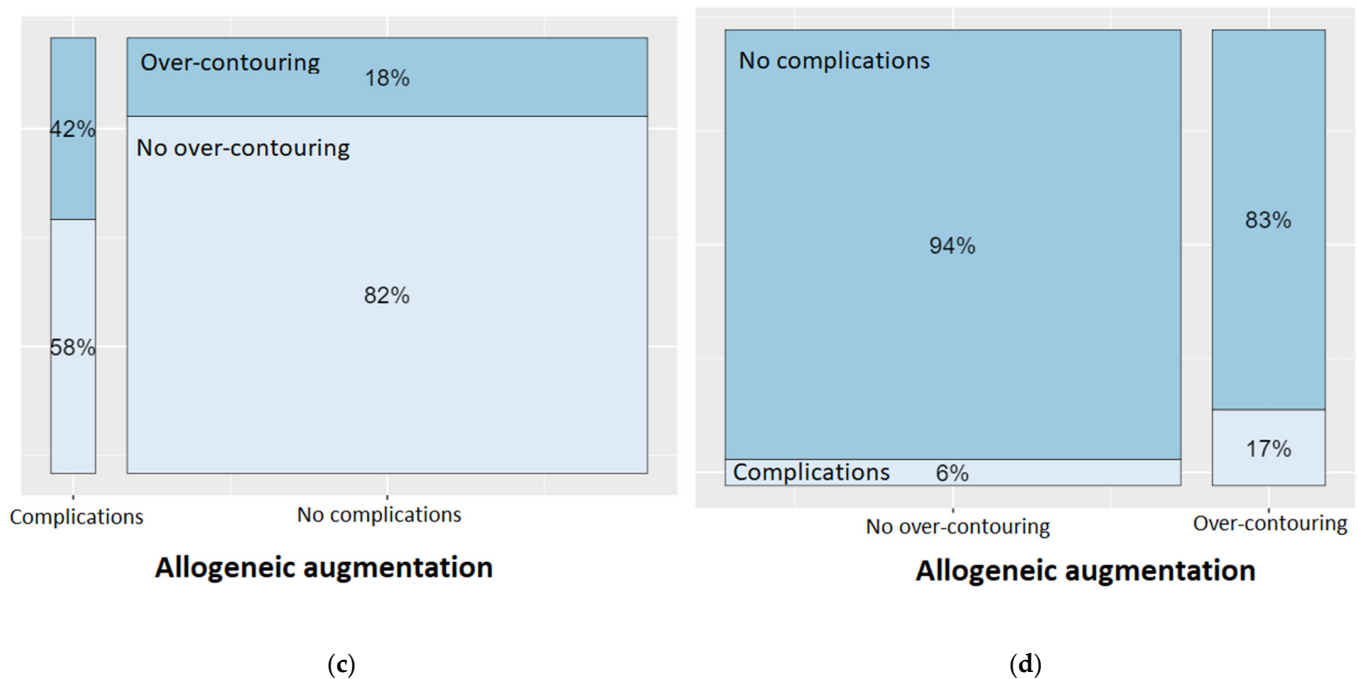 Over-contouring
18%
42%
No over-contouring
82%
58%
Complications
No complications
Allogeneic augmentation
(c)
No complications
94%
83%
Complications
6%
17%
No over-contouring
Over-contouring
Allogeneic augmentation
(d)